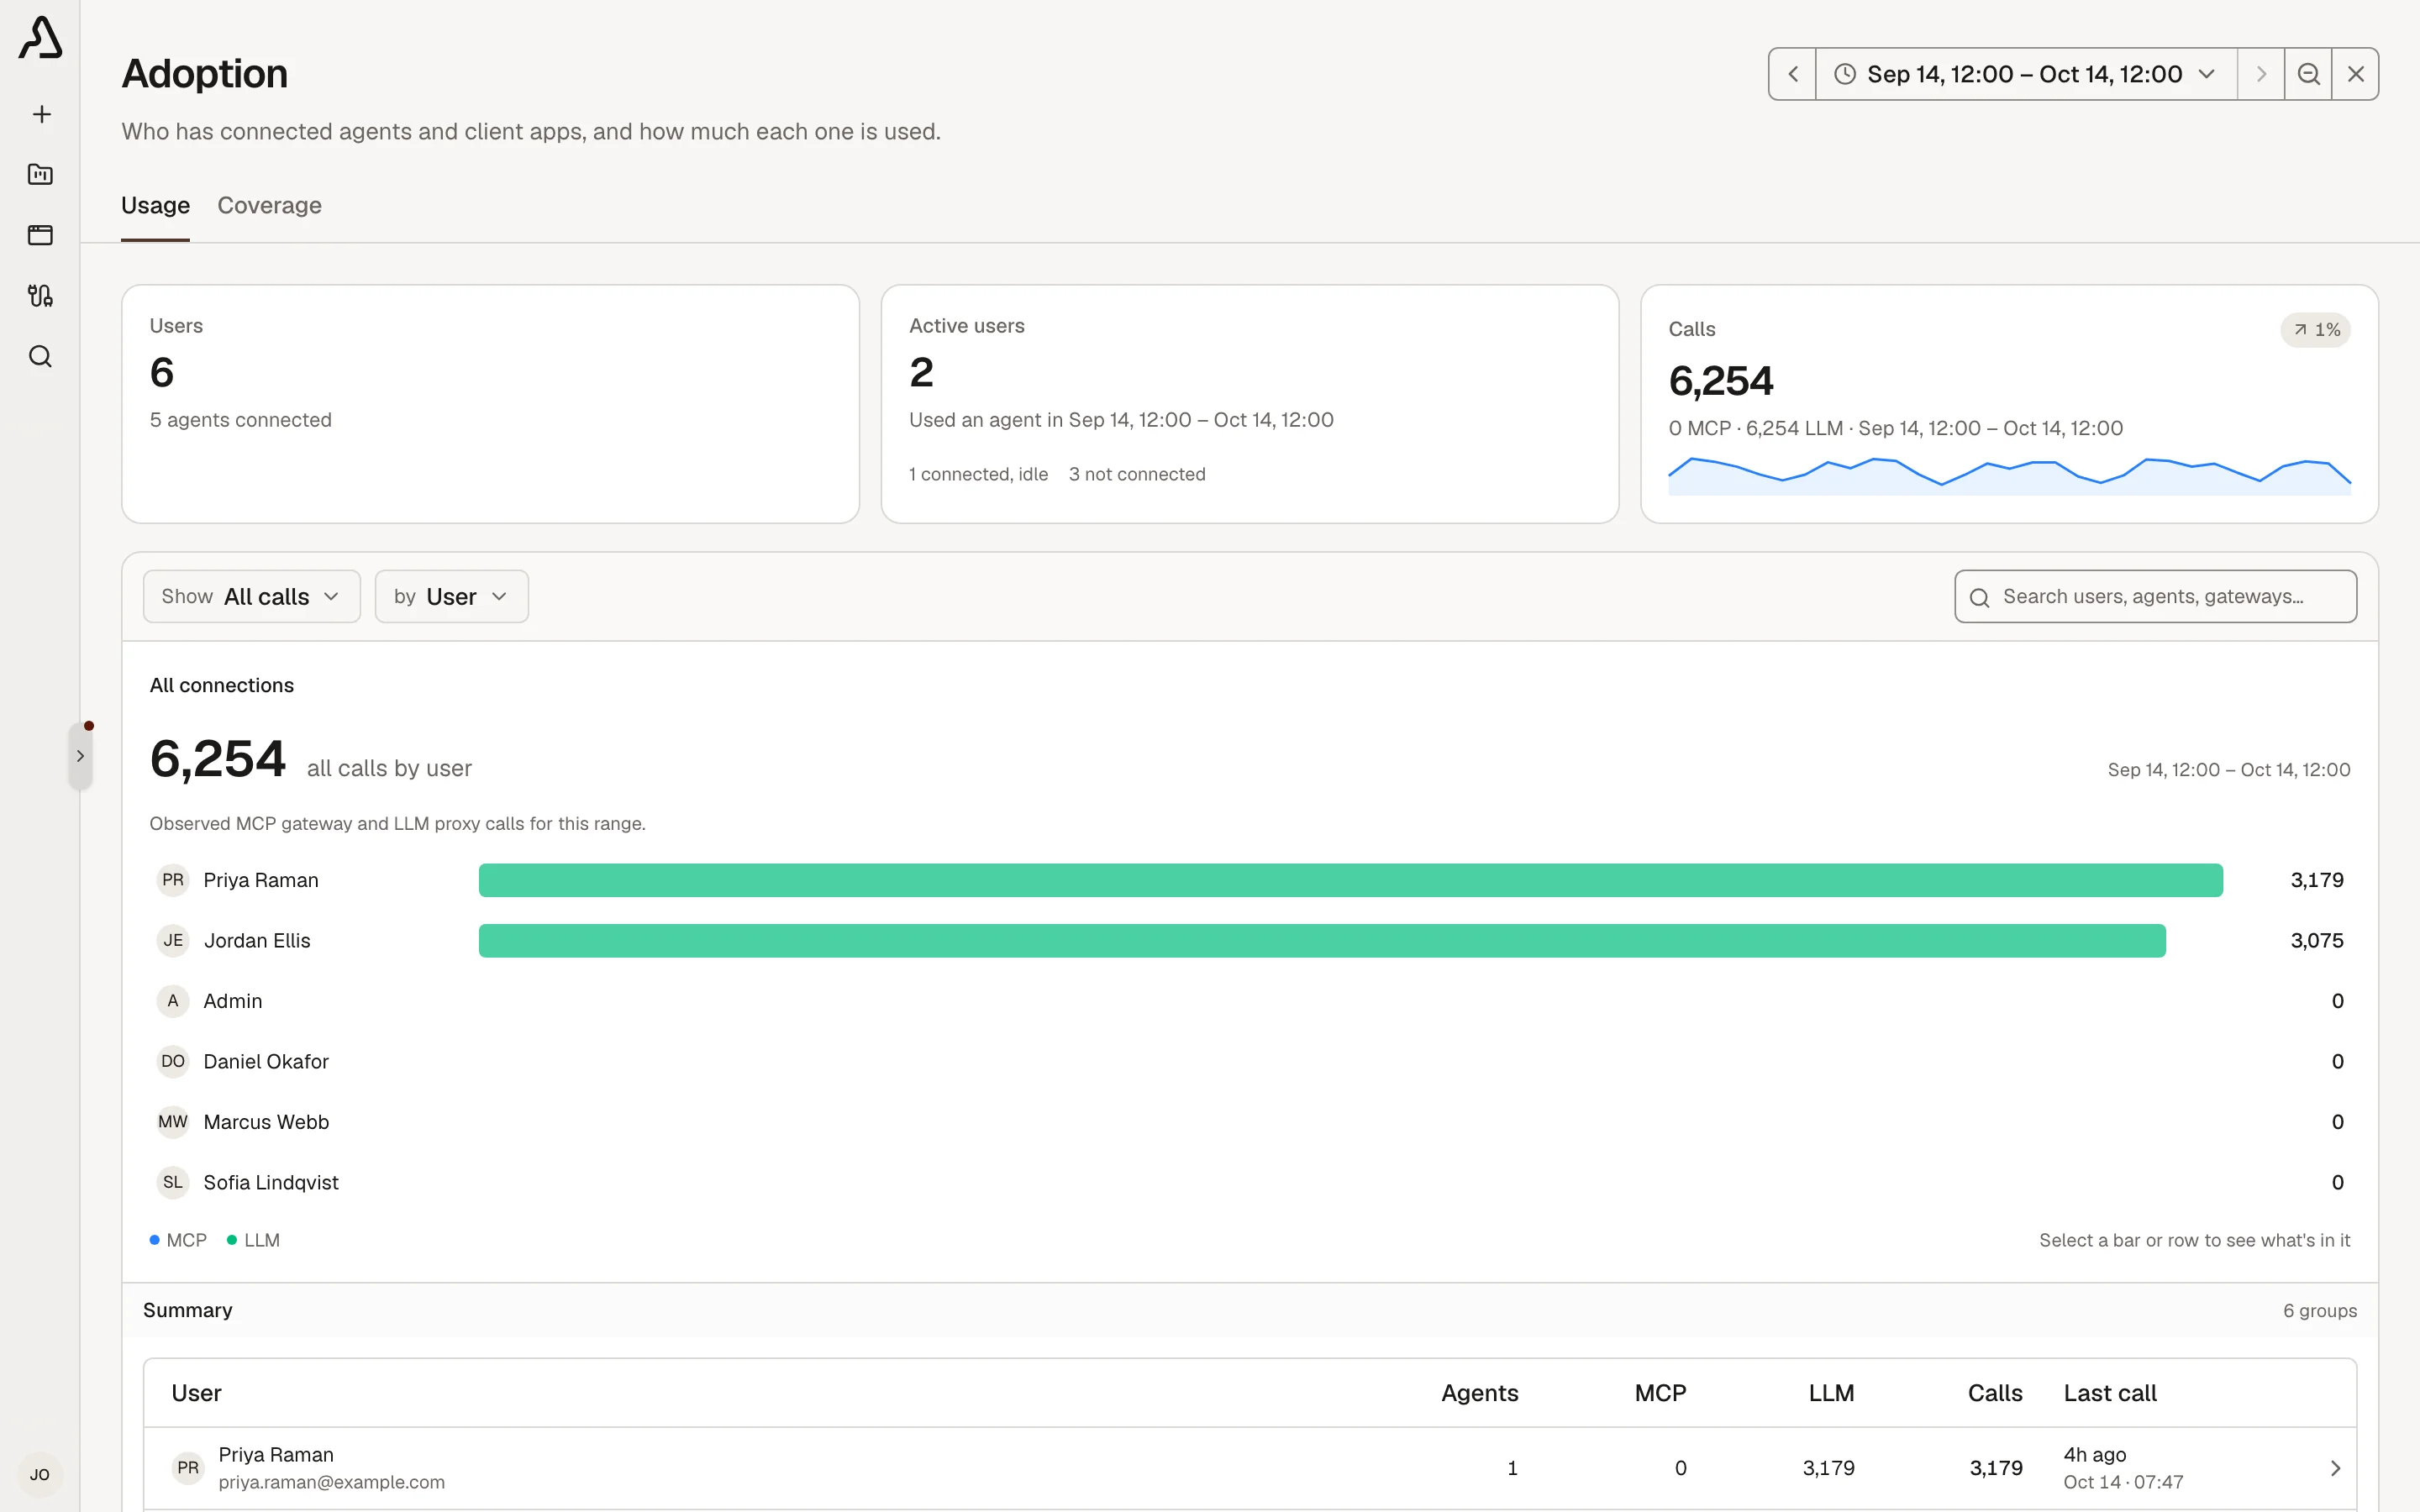 Adoption
Sep 14, 12:00 – Oct 14, 12:00
Who has connected agents and client apps, and how much each one is used.
Usage
Coverage
Users
6
5 agents connected
Active users
2
Used an agent in Sep 14, 12:00 – Oct 14, 12:00
1 connected, idle
3 not connected
Calls
1%
6,254
0 MCP · 6,254 LLM · Sep 14, 12:00 – Oct 14, 12:00
Show All calls
by User
Search users, agents, gateways...
All connections
6,254 all calls by user
Sep 14, 12:00 – Oct 14, 12:00
Observed MCP gateway and LLM proxy calls for this range.
PR Priya Raman 3,179
JE Jordan Ellis 3,075
A Admin 0
DO Daniel Okafor 0
MW Marcus Webb 0
SL Sofia Lindqvist 0
MCP LLM
Select a bar or row to see what's in it
Summary
6 groups
User Agents MCP LLM Calls Last call
PR Priya Raman 1 0 3,179 3,179 4h ago
priya.raman@example.com Oct 14 · 07:47
JO